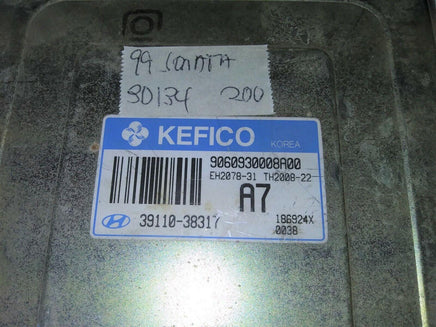 99 SONATA
30134 200
KEFICO KOREA
9060930008A00
EH2078-31 TH2008-22
A7
39110-38317
186924X
0038